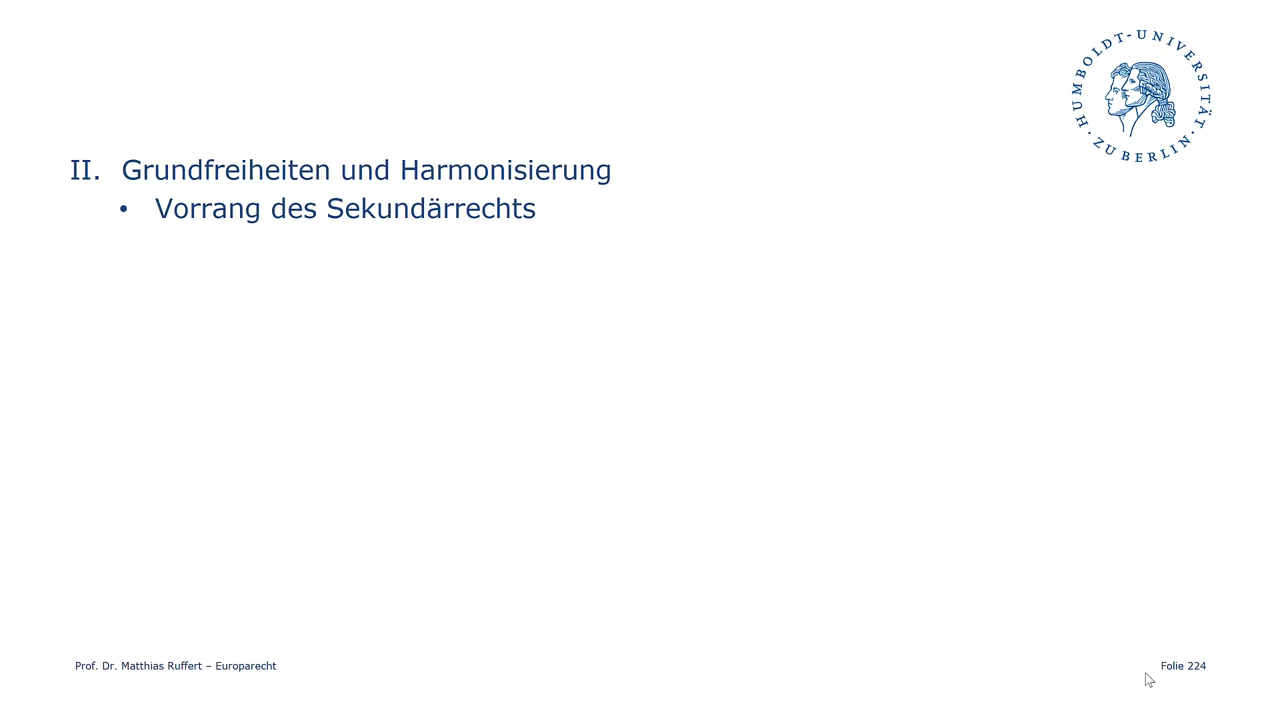 HUMBOLDT-UNIVERSITÄT
· ZU BERLIN ·
II. Grundfreiheiten und Harmonisierung
• Vorrang des Sekundärrechts
Prof. Dr. Matthias Ruffert – Europarecht
Folie 224